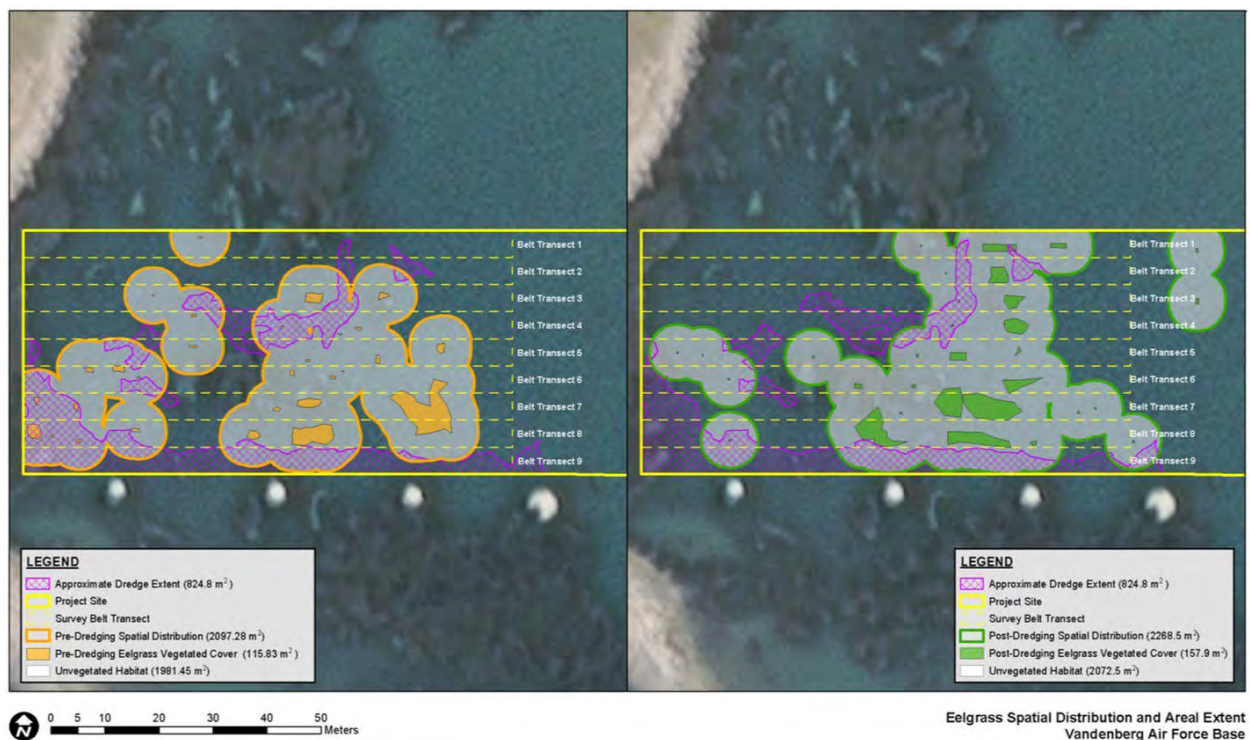 Belt Transect 1
Belt Transect 2
Belt Transect 3
Belt Transect 4
Belt Transect 5
Belt Transect 6
Belt Transect 7
Belt Transect 8
Belt Transect 9
LEGEND
Approximate Dredge Extent (824.8 m²)
Project Site
Survey Belt Transect
Pre-Dredging Spatial Distribution (2097.28 m²)
Pre-Dredging Eelgrass Vegetated Cover (115.83 m²)
Unvegetated Habitat (1981.45 m²)
Belt Transect 1
Belt Transect 2
Belt Transect 3
Belt Transect 4
Belt Transect 5
Belt Transect 6
Belt Transect 7
Belt Transect 8
Belt Transect 9
LEGEND
Approximate Dredge Extent (824.8 m²)
Project Site
Survey Belt Transect
Post-Dredging Spatial Distribution (2268.5 m²)
Post-Dredging Eelgrass Vegetated Cover (157.9 m²)
Unvegetated Habitat (2072.5 m²)
N
0 5 10 20 30 40 50
Meters
Eelgrass Spatial Distribution and Areal Extent
Vandenberg Air Force Base